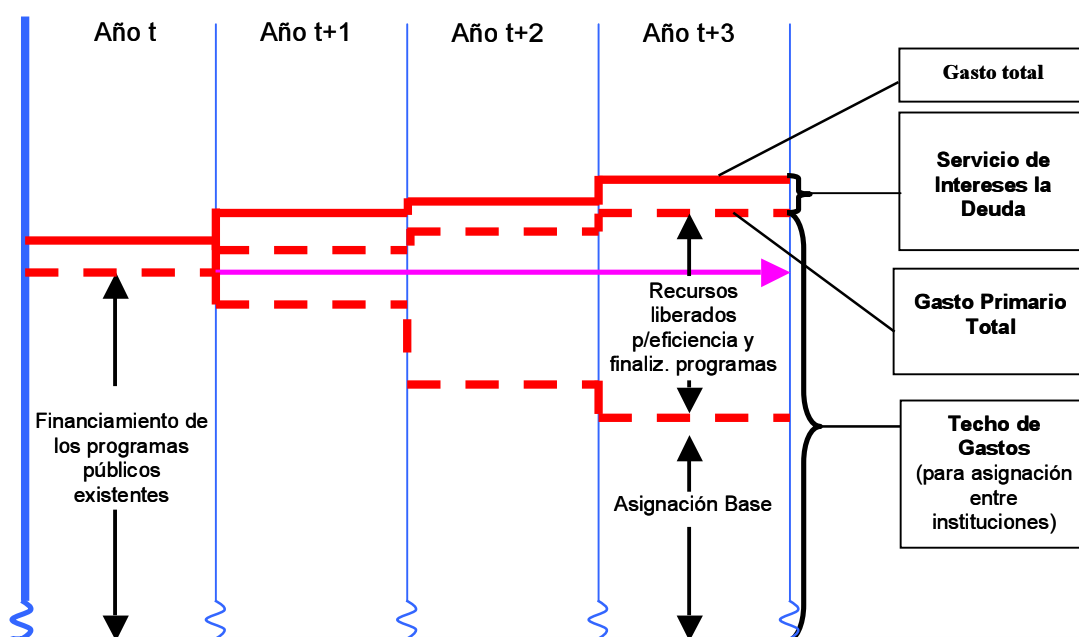 Año t
Año t+1
Año t+2
Año t+3
Gasto total
Servicio de
Intereses la
Deuda
Gasto Primario
Total
Recursos
liberados
p/eficiencia y
finaliz. programas
Financiamiento de
los programas
públicos
existentes
Asignación Base
Techo de
Gastos
(para asignación
entre
instituciones)